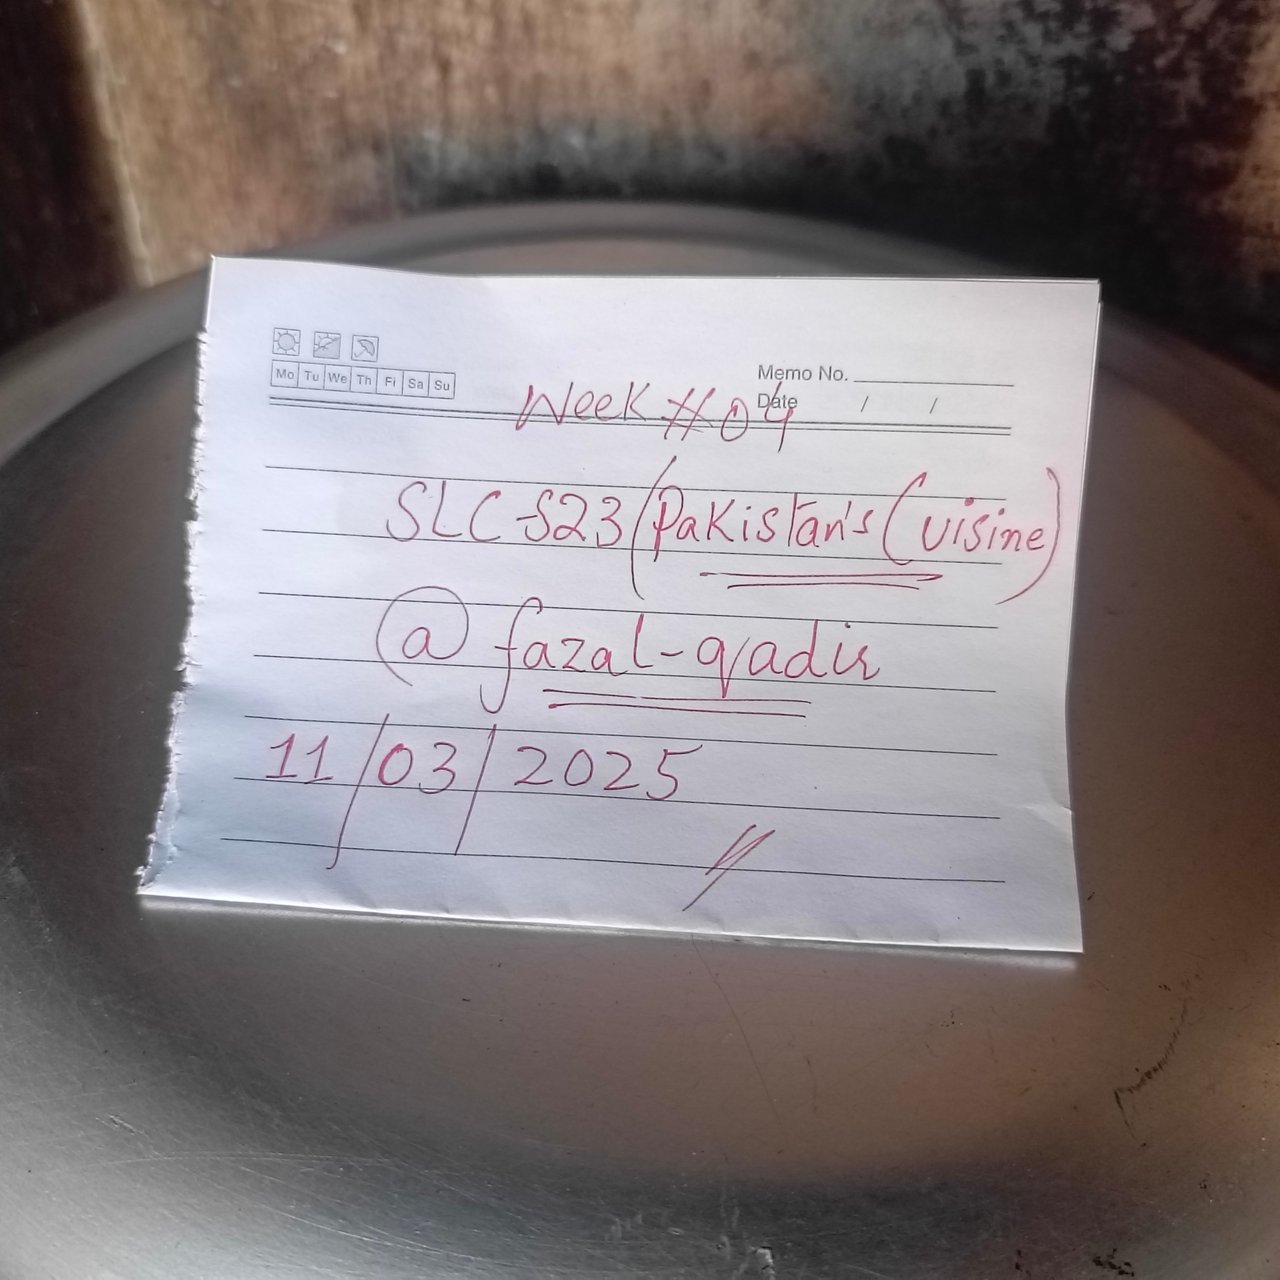 Mo Tu We Th Fi Sa Su
Memo No.
Date / /
Week #04
SLC-S23/(Pakistan's Cuisine)
@fazal-qadir
11/03/2025